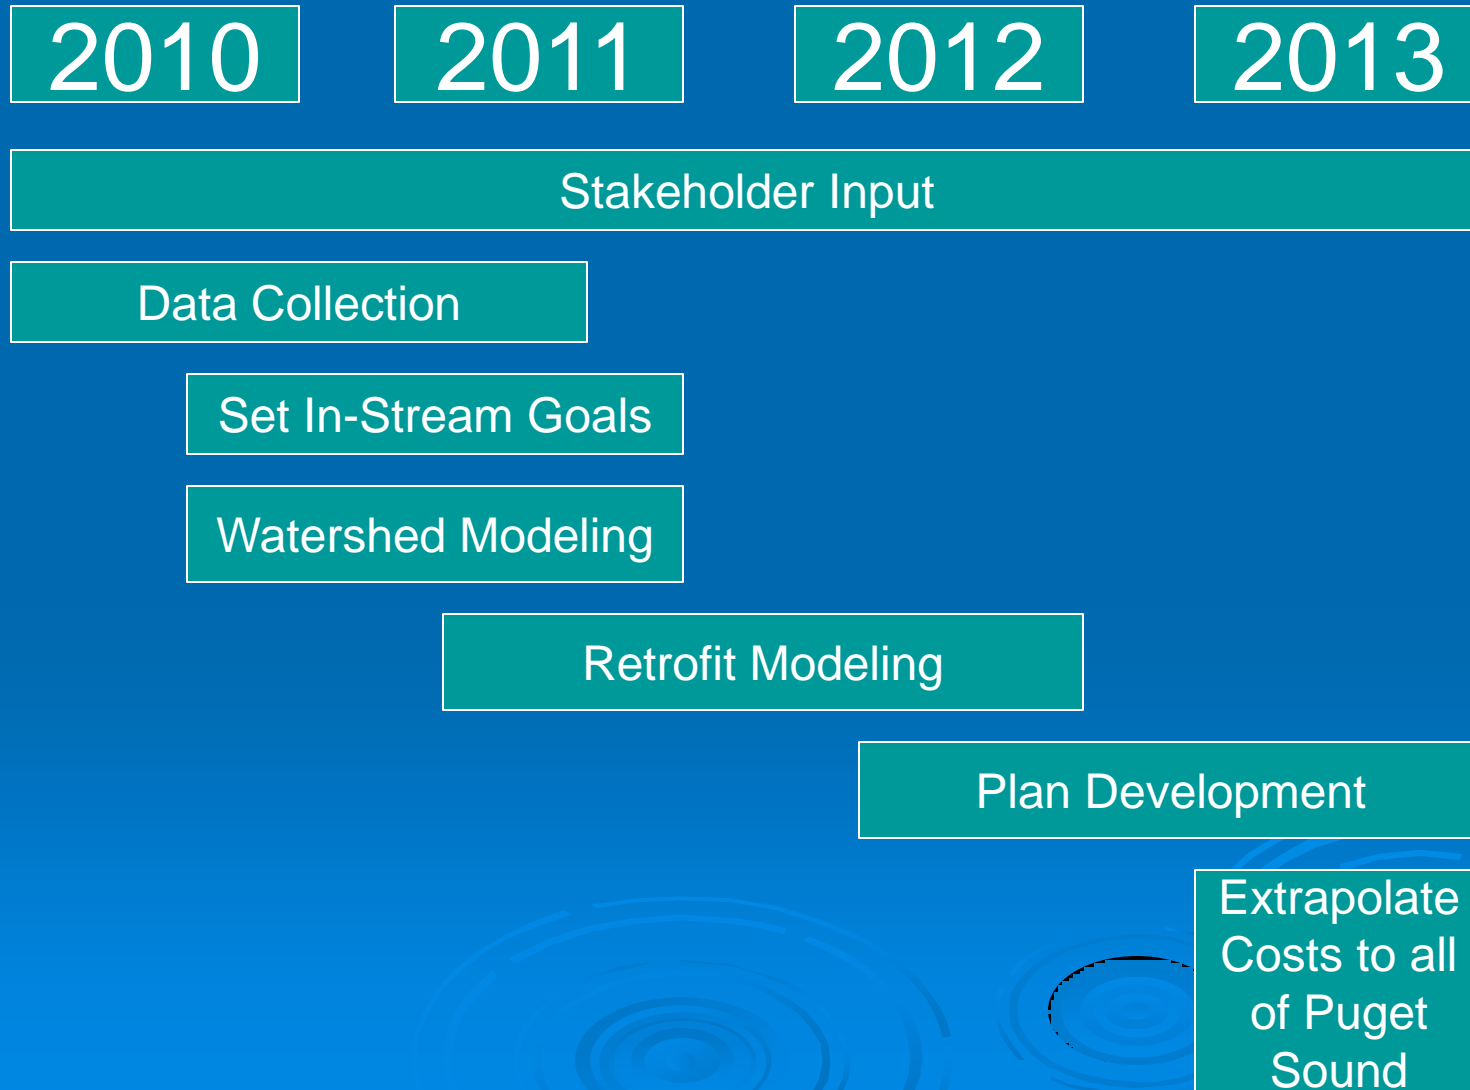 2010 2011 2012 2013
Stakeholder Input
Data Collection
Set In-Stream Goals
Watershed Modeling
Retrofit Modeling
Plan Development
Extrapolate
Costs to all
of Puget
Sound